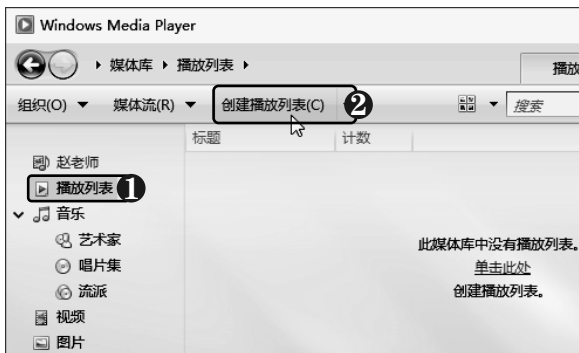 Windows Media Player
媒体库 播放列表
播放
组织(O) 媒体流(R) 创建播放列表(C) 2 搜索
标题 计数
赵老师
播放列表 1
音乐
艺术家
唱片集
流派
视频
图片
此媒体库中没有播放列表。
单击此处
创建播放列表。